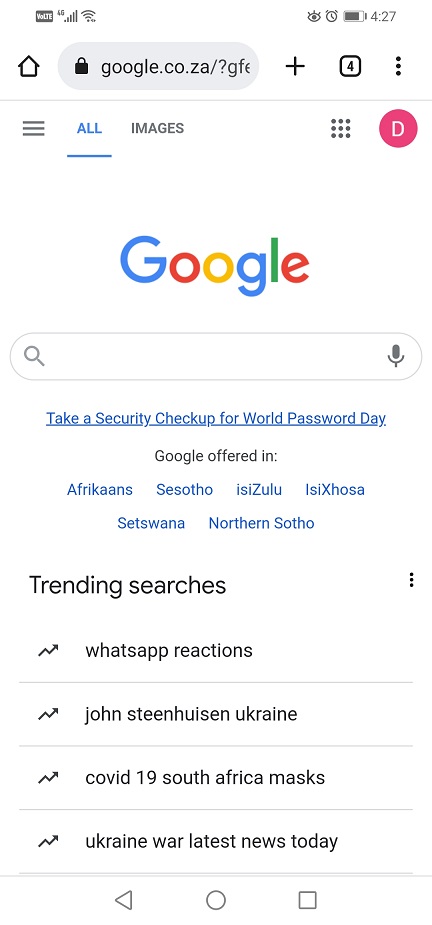 VoLTE 4G 4:27
google.co.za/?gfe 4
ALL IMAGES D
Google
Take a Security Checkup for World Password Day
Google offered in:
Afrikaans Sesotho isiZulu IsiXhosa
Setswana Northern Sotho
Trending searches
whatsapp reactions
john steenhuisen ukraine
covid 19 south africa masks
ukraine war latest news today